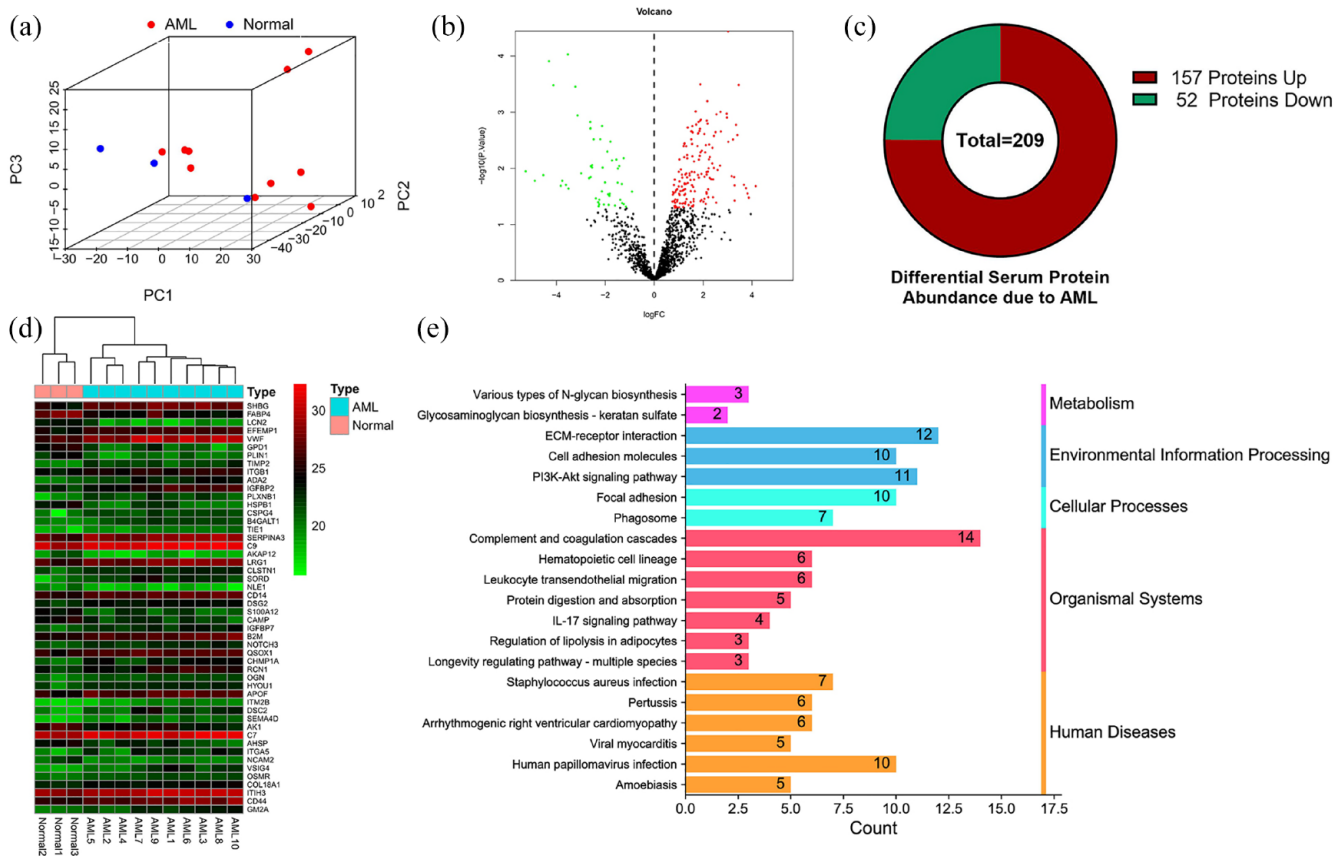 (a)
AML
Normal
PC3
25
20
15
10
5
0
−5
−10
−15
−30
−20
−10
0
10
20
30
PC1
−40
−30
−20
−10
0
10
2
PC2
(b)
Volcano
-log10(P.Value)
4
3
2
1
0
-4
-2
0
2
4
logFC
(c)
157 Proteins Up
52 Proteins Down
Total=209
Differential Serum Protein
Abundance due to AML
(d)
Type
SHBG
FABP4
LCN2
EFEMP1
VWF
GPD1
PLIN1
TIMP2
ITGB1
ADA2
IGFBP2
PLXNB1
HSPB1
CSPG4
B4GALT1
TIE1
SERPINA3
C9
AKAP12
LRG1
CLSTN1
SORD
NLE1
CD14
DSG2
S100A12
CAMP
IGFBP7
B2M
NOTCH3
QSOX1
CHMP1A
RCN1
OGN
HYOU1
APOF
ITM2B
DSC2
SEMA4D
AK1
C7
AHSP
ITGA5
NCAM2
VSIG4
OSMR
COL18A1
ITIH3
CD44
GM2A
Normal2
Normal1
Normal3
AML5
AML2
AML4
AML7
AML9
AML1
AML6
AML3
AML8
AML10
30
25
20
Type
AML
Normal
(e)
Various types of N-glycan biosynthesis 3
Glycosaminoglycan biosynthesis - keratan sulfate 2
ECM-receptor interaction 12
Cell adhesion molecules 10
PI3K-Akt signaling pathway 11
Focal adhesion 10
Phagosome 7
Complement and coagulation cascades 14
Hematopoietic cell lineage 6
Leukocyte transendothelial migration 6
Protein digestion and absorption 5
IL-17 signaling pathway 4
Regulation of lipolysis in adipocytes 3
Longevity regulating pathway - multiple species 3
Staphylococcus aureus infection 7
Pertussis 6
Arrhythmogenic right ventricular cardiomyopathy 6
Viral myocarditis 5
Human papillomavirus infection 10
Amoebiasis 5
0.0 2.5 5.0 7.5 10.0 12.5 15.0 17.5
Count
Metabolism
Environmental Information Processing
Cellular Processes
Organismal Systems
Human Diseases